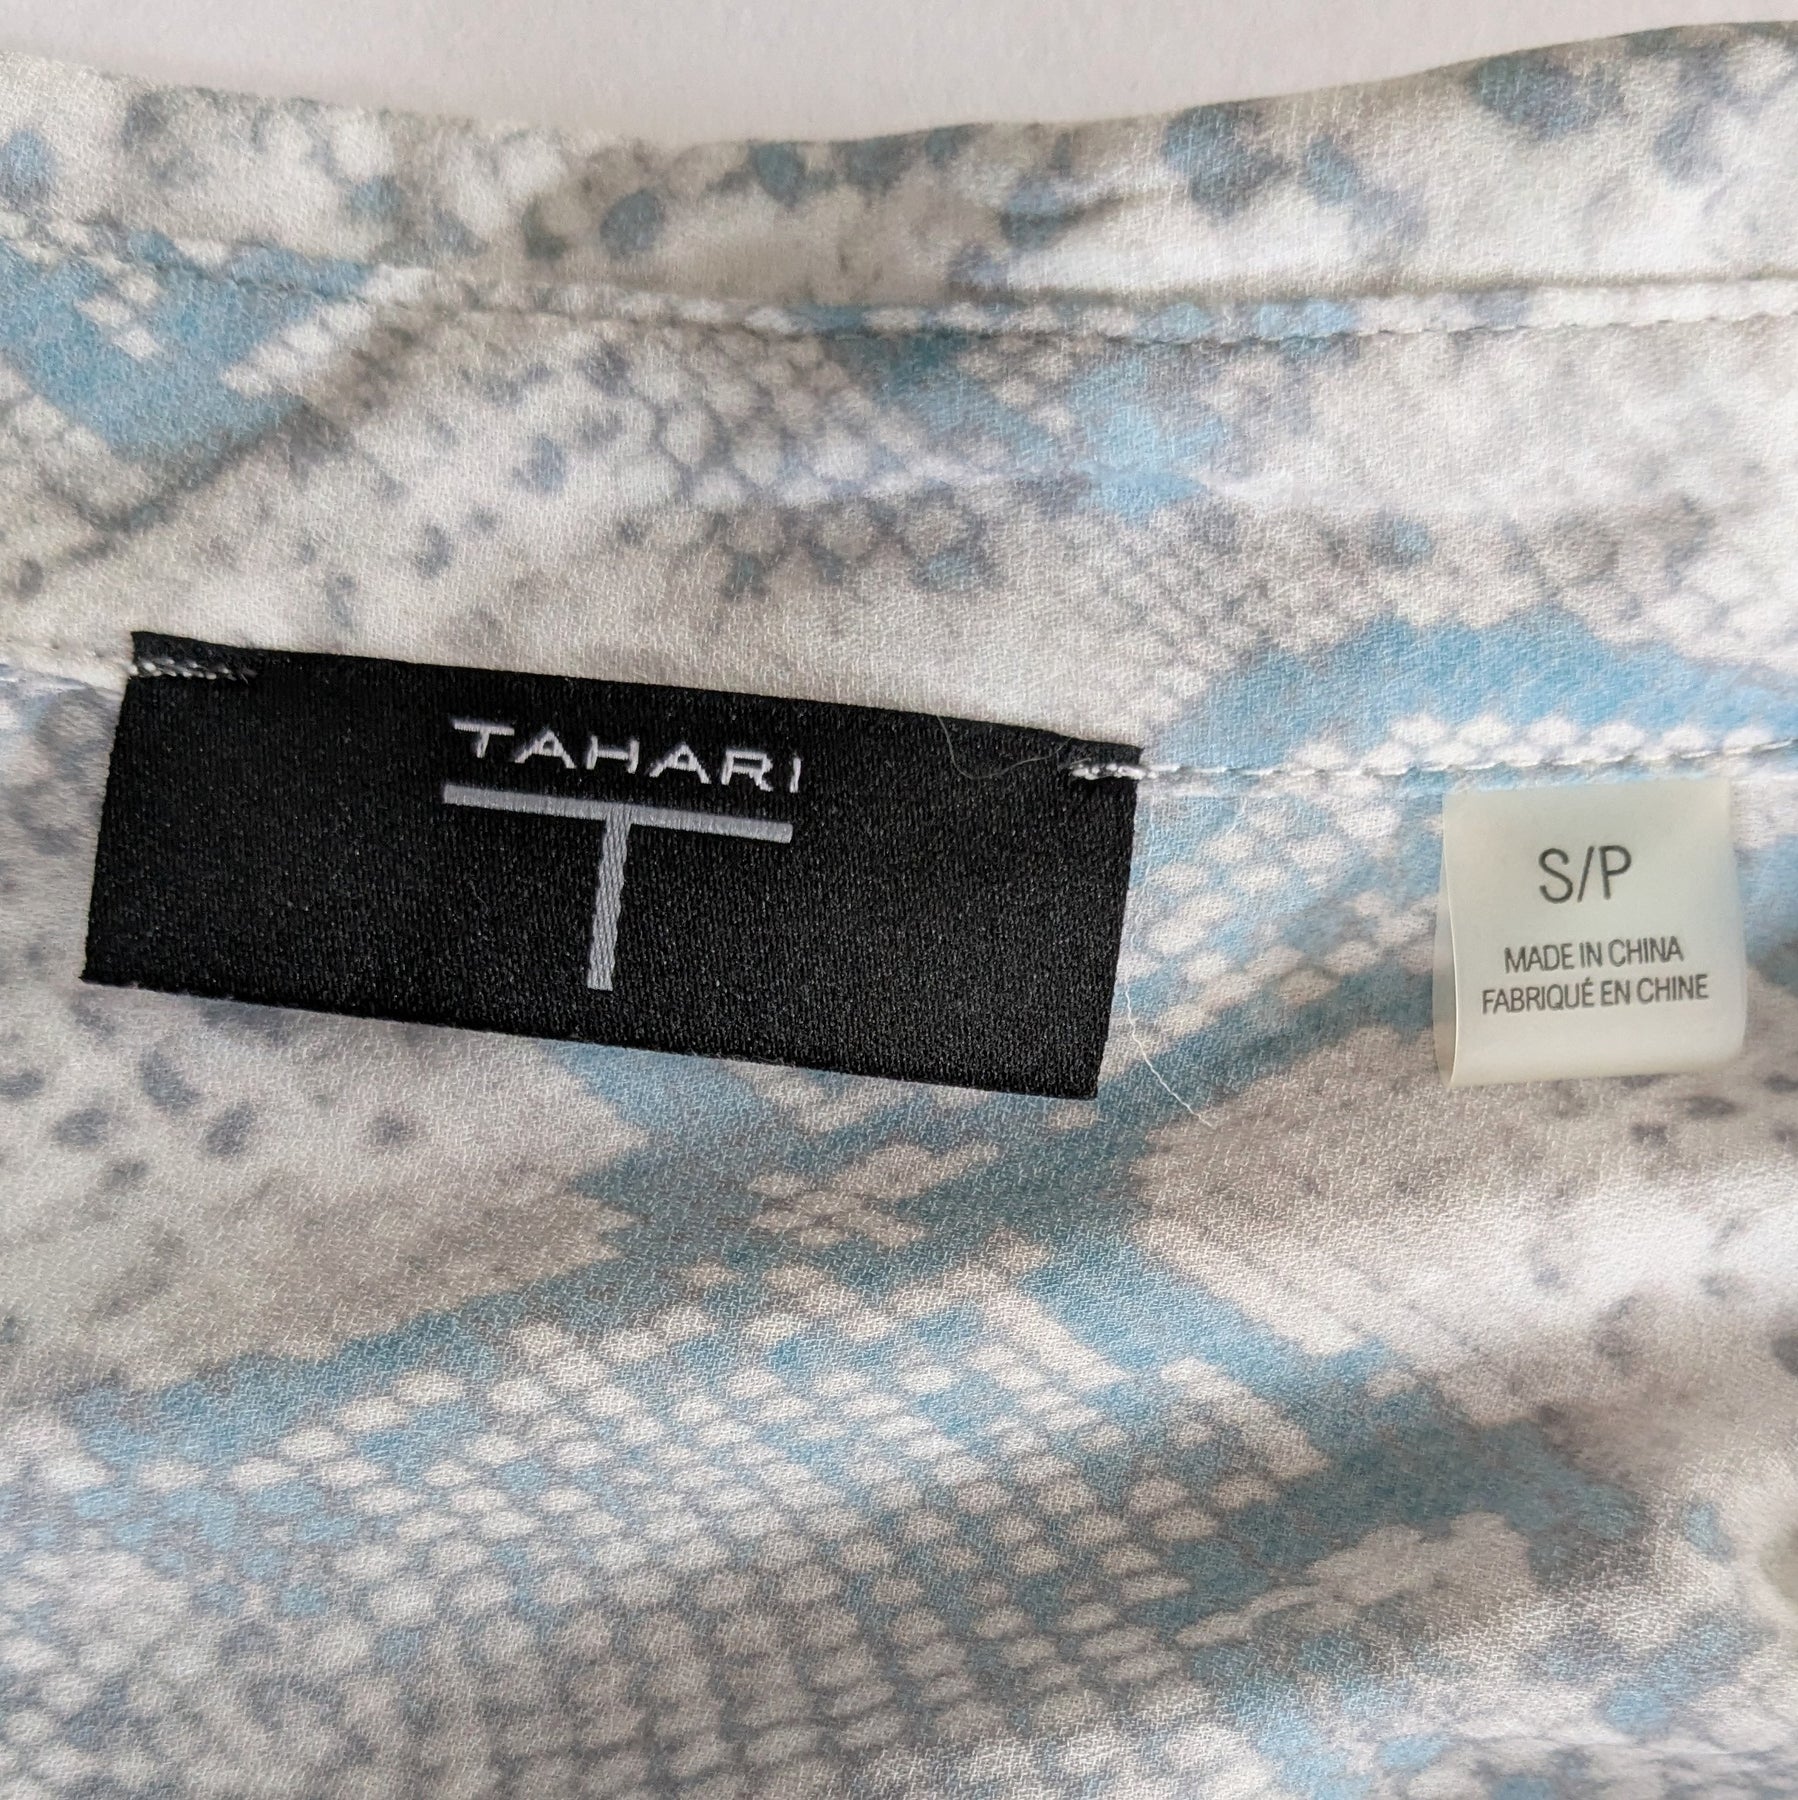 TAHARI
T
S/P
MADE IN CHINA
FABRIQUÉ EN CHINE